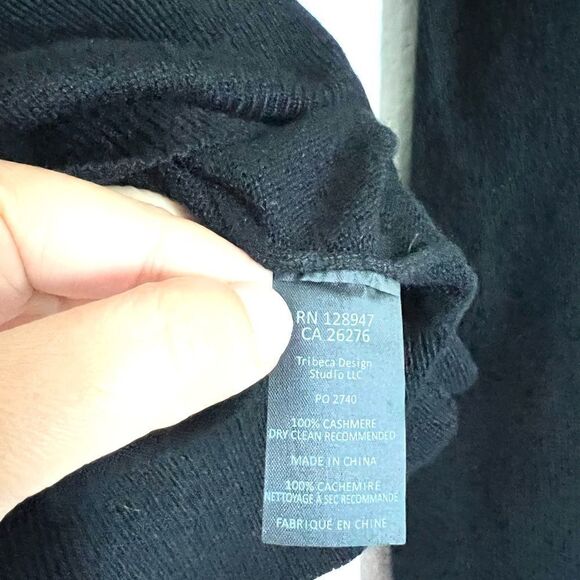 RN 128947
CA 26276
Tribeca Design
Studio LLC
PO 2740
100% CASHMERE
DRY CLEAN RECOMMENDED
MADE IN CHINA
100% CACHEMIRE
NETTOYAGE À SEC RECOMMANDE
FABRIQUÉ EN CHINE